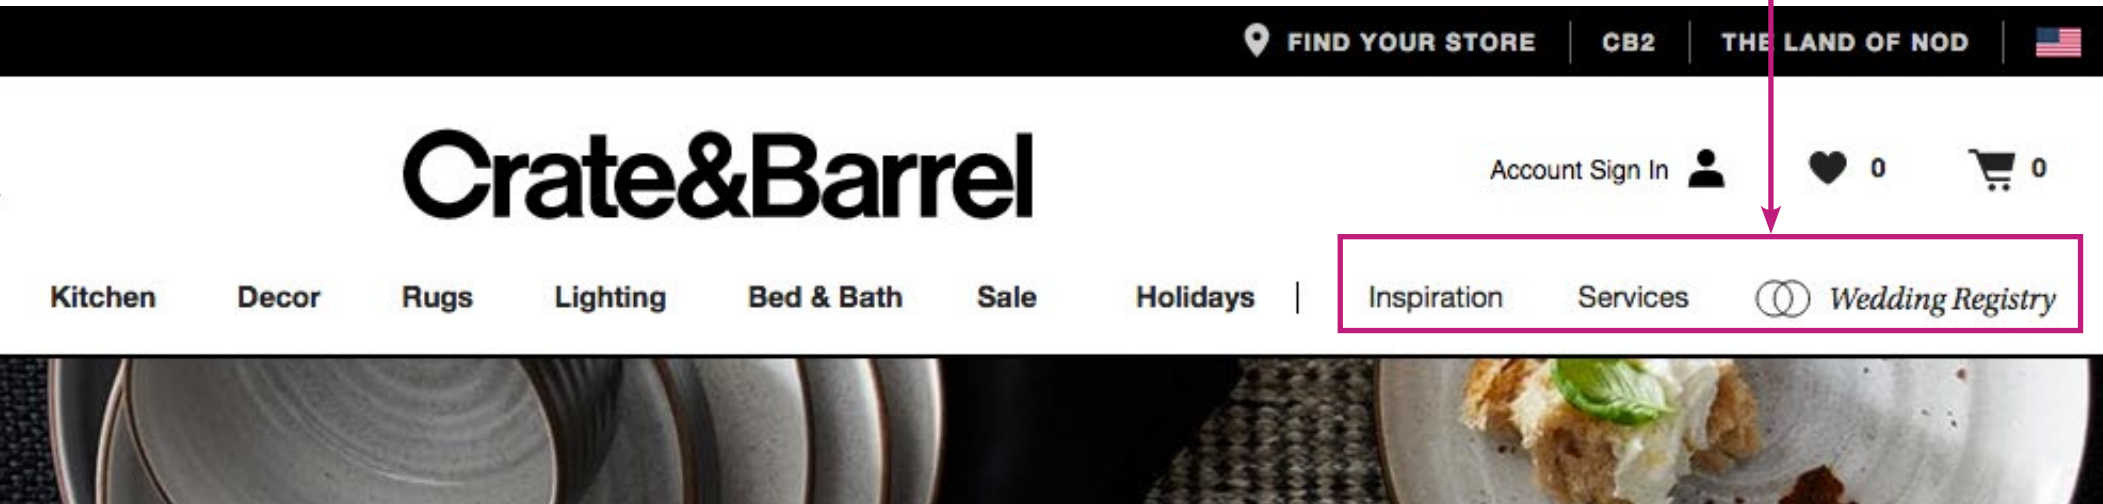 FIND YOUR STORE CB2 THE LAND OF NOD
Crate&Barrel
Account Sign In 0 0
Kitchen Decor Rugs Lighting Bed & Bath Sale Holidays | Inspiration Services Wedding Registry